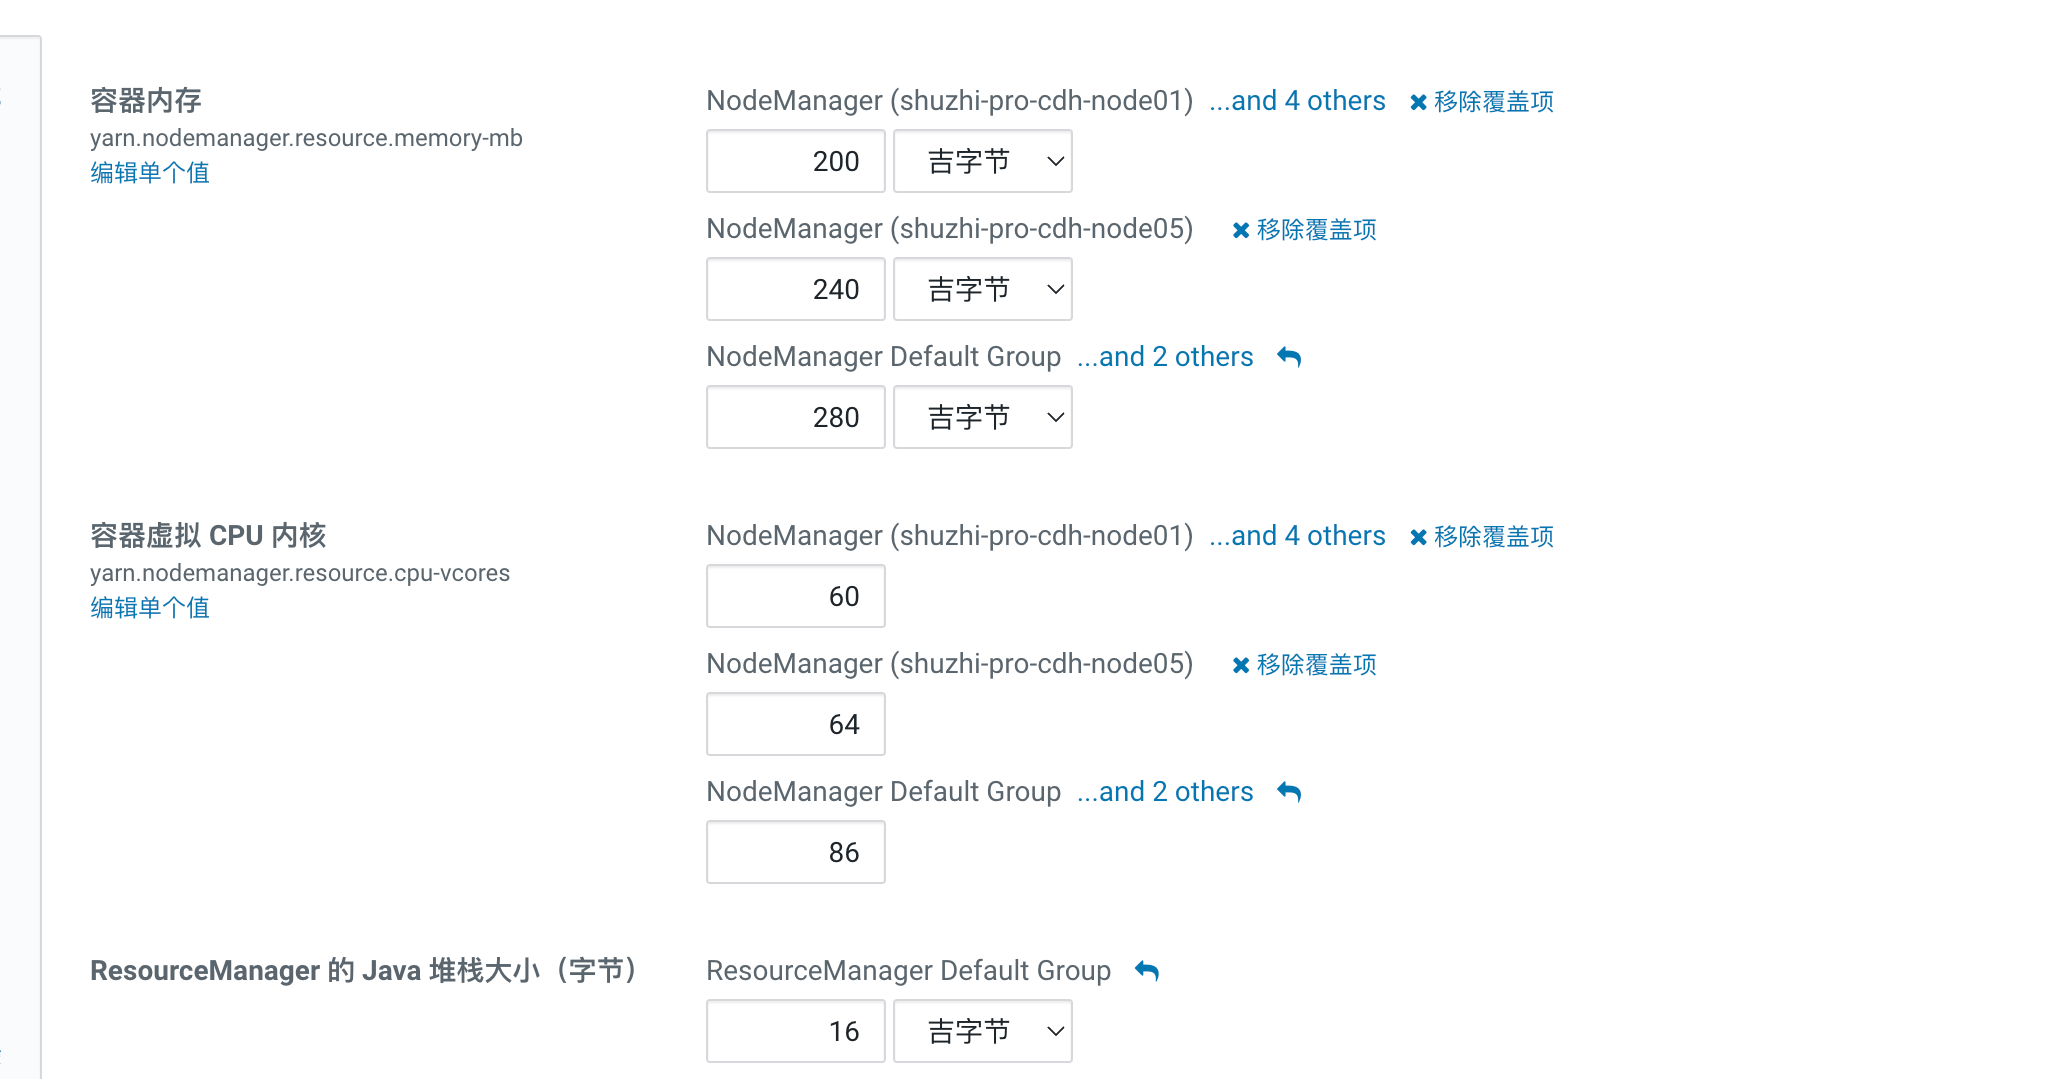 容器内存
yarn.nodemanager.resource.memory-mb
编辑单个值
NodeManager (shuzhi-pro-cdh-node01) ...and 4 others 移除覆盖项
200 吉字节
NodeManager (shuzhi-pro-cdh-node05) 移除覆盖项
240 吉字节
NodeManager Default Group ...and 2 others
280 吉字节
容器虚拟 CPU 内核
yarn.nodemanager.resource.cpu-vcores
编辑单个值
NodeManager (shuzhi-pro-cdh-node01) ...and 4 others 移除覆盖项
60
NodeManager (shuzhi-pro-cdh-node05) 移除覆盖项
64
NodeManager Default Group ...and 2 others
86
ResourceManager 的 Java 堆栈大小（字节）
ResourceManager Default Group
16 吉字节